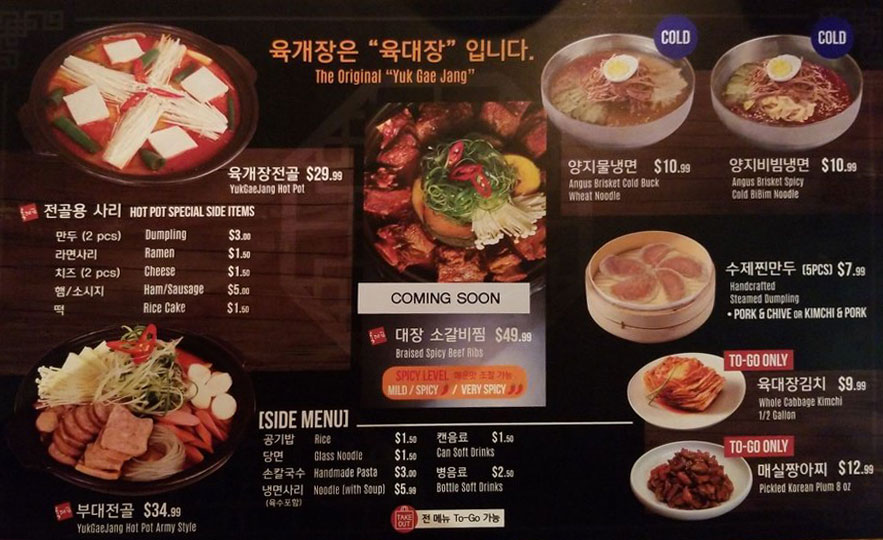 육개장은 "육대장" 입니다.
The Original "Yuk Gae Jang"
육개장전골 $29.99
YukGaeJang Hot Pot
전골용 사리 HOT POT SPECIAL SIDE ITEMS
만두 (2 pcs) Dumpling $3.00
라면사리 Ramen $1.50
치즈 (2 pcs) Cheese $1.50
햄/소시지 Ham/Sausage $5.00
떡 Rice Cake $1.50
부대전골 $34.99
YukGaeJang Hot Pot Army Style
COMING SOON
대장 소갈비찜 $49.99
Braised Spicy Beef Ribs
SPICY LEVEL 매운맛 조절 가능
MILD / SPICY / VERY SPICY
COLD
양지물냉면 $10.99
Angus Brisket Cold Buck
Wheat Noodle
COLD
양지비빔냉면 $10.99
Angus Brisket Spicy
Cold BiBim Noodle
수제찐만두 (5PCS) $7.99
Handcrafted
Steamed Dumpling
• PORK & CHIVE OR KIMCHI & PORK
TO-GO ONLY
육대장김치 $9.99
Whole Cabbage Kimchi
1/2 Gallon
TO-GO ONLY
매실짱아찌 $12.99
Pickled Korean Plum 8 oz
[SIDE MENU]
공기밥 Rice $1.50
당면 Glass Noodle $1.50
손칼국수 Handmade Pasta $3.00
냉면사리 Noodle (with Soup) $5.99
(육수포함)
캔음료 $1.50
Can Soft Drinks
병음료 $2.50
Bottle Soft Drinks
TAKE OUT 전 메뉴 To-Go 가능